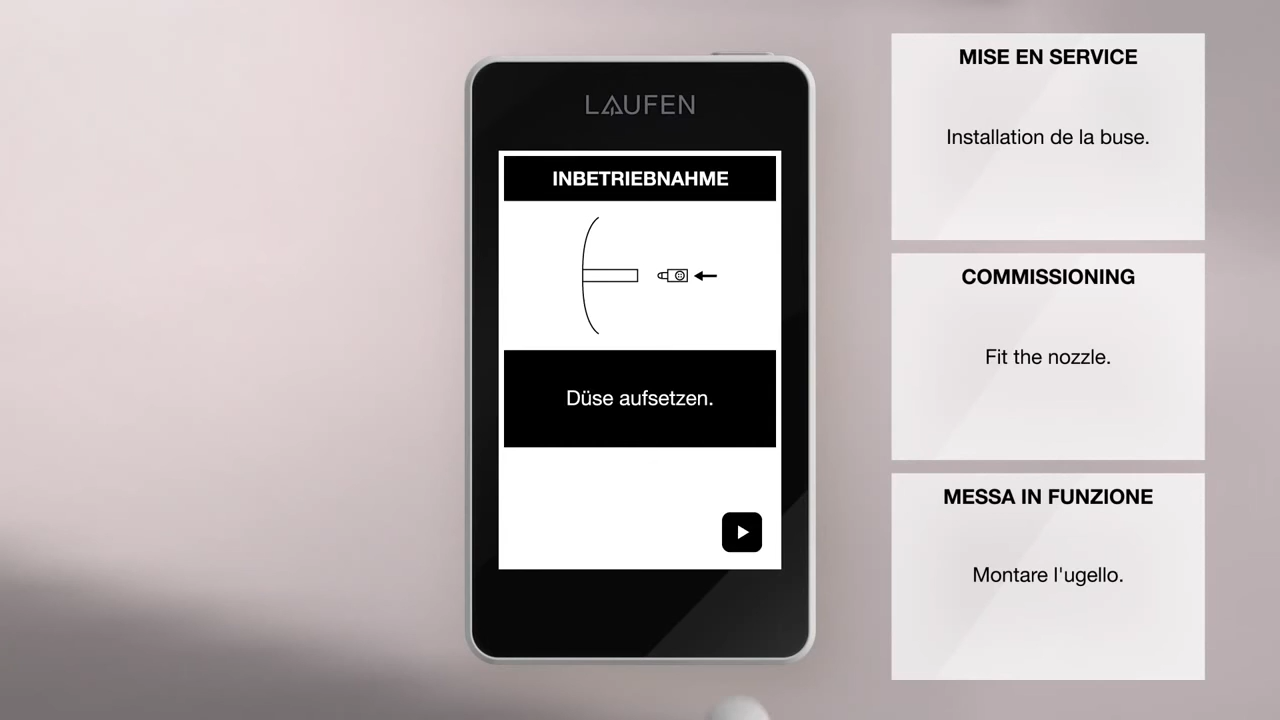 LAUFEN
INBETRIEBNAHME
Düse aufsetzen.
MISE EN SERVICE
Installation de la buse.
COMMISSIONING
Fit the nozzle.
MESSA IN FUNZIONE
Montare l'ugello.